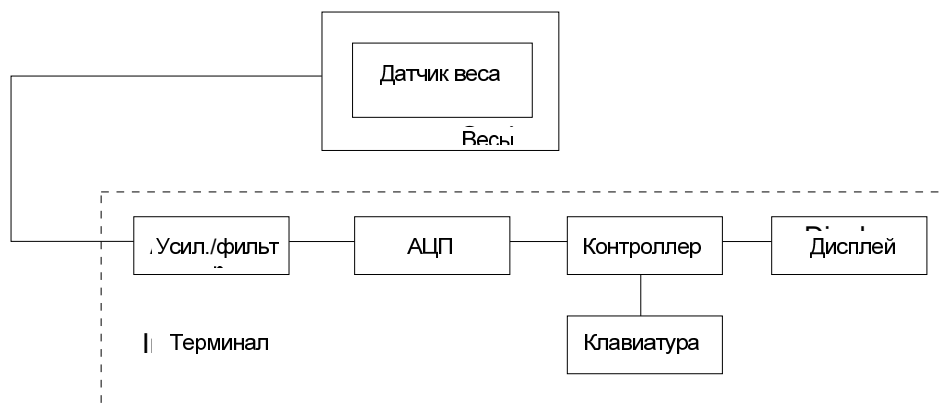 Датчик веса
Весы
Усил./фильт
АЦП
Контроллер
Дисплей
Терминал
Клавиатура